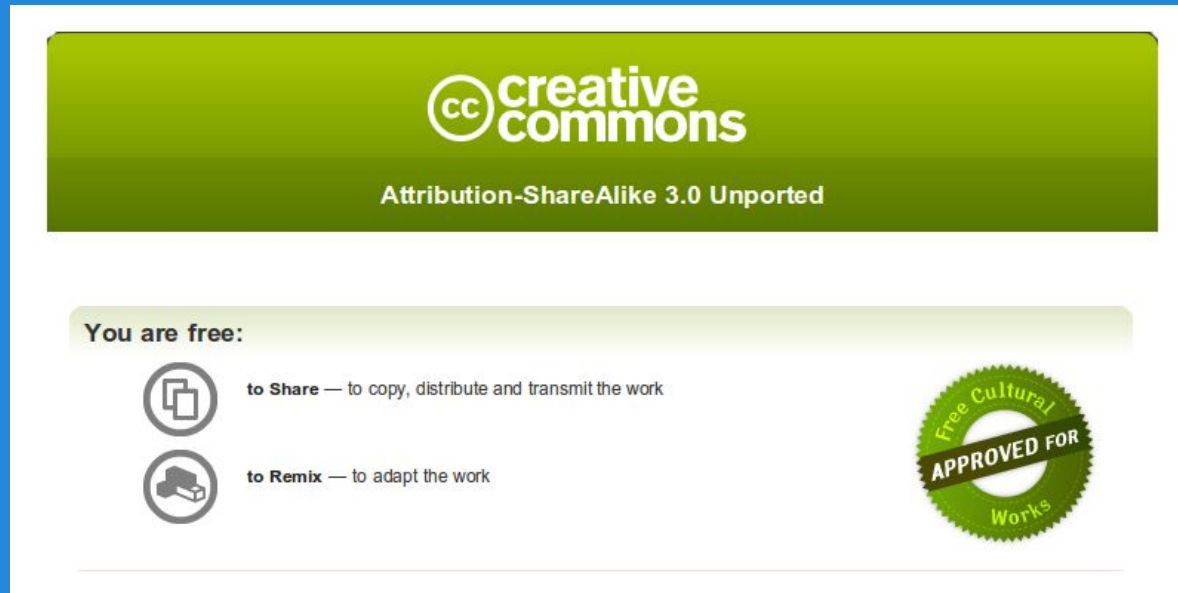 cc creative
commons
Attribution-ShareAlike 3.0 Unported
You are free:
to Share — to copy, distribute and transmit the work
to Remix — to adapt the work
Free Cultural
APPROVED FOR
Works